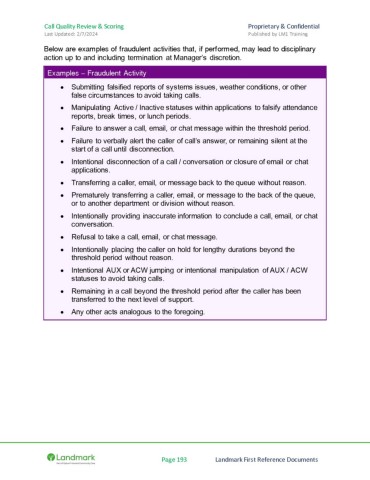 Call Quality Review & Scoring Proprietary & Confidential
Last Updated: 2/7/2024 Published by LMS Training
Below are examples of fraudulent activities that, if performed, may lead to disciplinary
action up to and including termination at Manager's discretion.
Examples – Fraudulent Activity
• Submitting falsified reports of systems issues, weather conditions, or other
false circumstances to avoid taking calls.
• Manipulating Active / Inactive statuses within applications to falsify attendance
reports, break times, or lunch periods.
• Failure to answer a call, email, or chat message within the threshold period.
• Failure to verbally alert the caller of call's answer, or remaining silent at the
start of a call until disconnection.
• Intentional disconnection of a call / conversation or closure of email or chat
applications.
• Transferring a caller, email, or message back to the queue without reason.
• Prematurely transferring a caller, email, or message to the back of the queue,
or to another department or division without reason.
• Intentionally providing inaccurate information to conclude a call, email, or chat
conversation.
• Refusal to take a call, email, or chat message.
• Intentionally placing the caller on hold for lengthy durations beyond the
threshold period without reason.
• Intentional AUX or ACW jumping or intentional manipulation of AUX / ACW
statuses to avoid taking calls.
• Remaining in a call beyond the threshold period after the caller has been
transferred to the next level of support.
• Any other acts analogous to the foregoing.
Landmark
Page 193 Landmark First Reference Documents